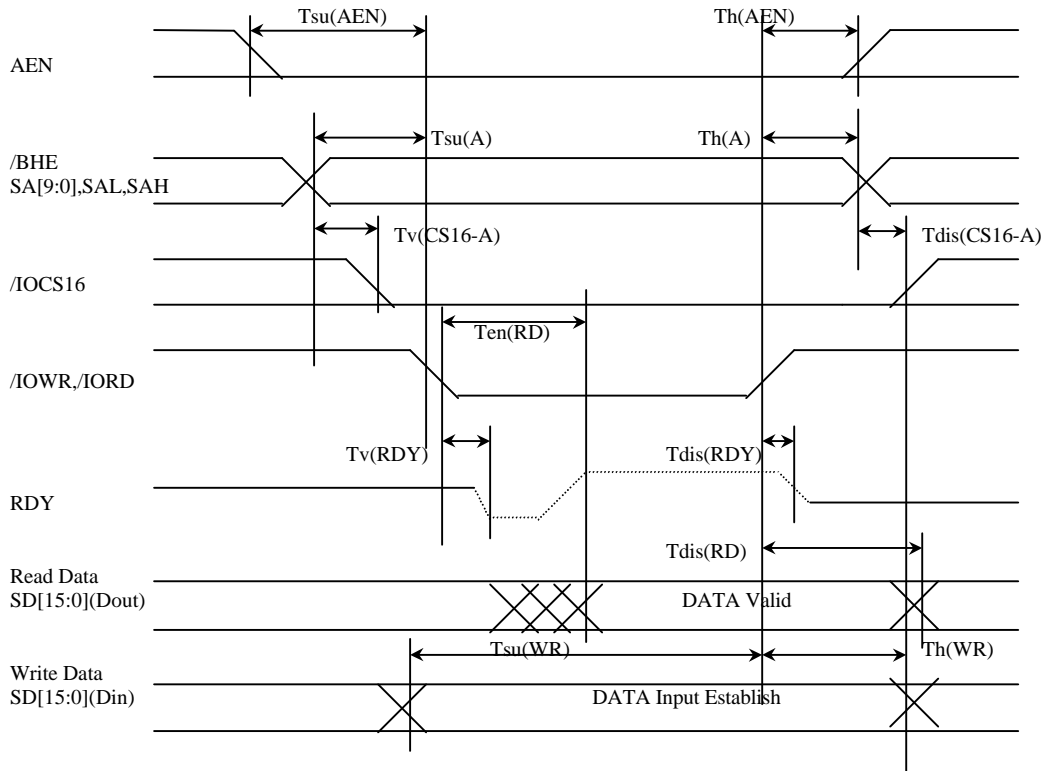 Tsu(AEN)
Th(AEN)
AEN
Tsu(A)
Th(A)
/BHE
SA[9:0],SAL,SAH
Tv(CS16-A)
Tdis(CS16-A)
/IOCS16
Ten(RD)
/IOWR,/IORD
Tv(RDY)
Tdis(RDY)
RDY
Tdis(RD)
Read Data
SD[15:0](Dout)
DATA Valid
Tsu(WR)
Th(WR)
Write Data
SD[15:0](Din)
DATA Input Establish